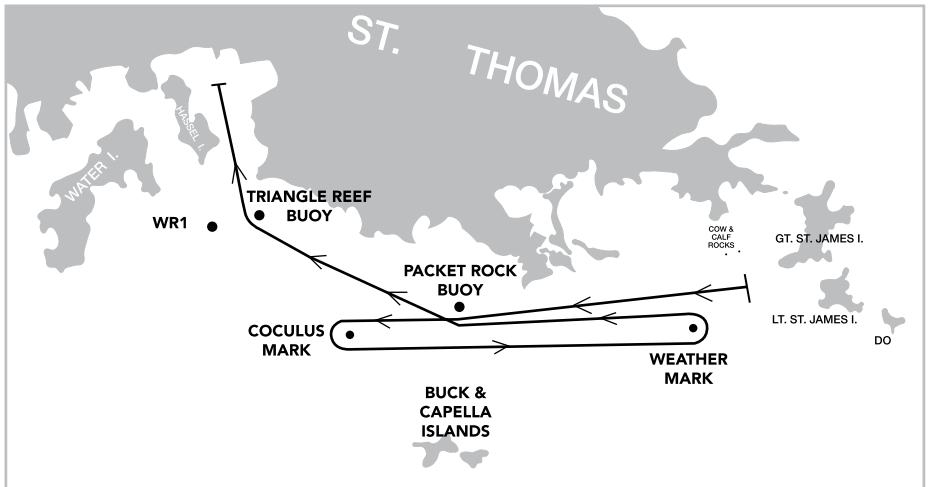 ST.
THOMAS
HASSEL I.
WATER I.
TRIANGLE REEF
BUOY
WR1
COW &
CALF
ROCKS
GT. ST. JAMES I.
PACKET ROCK
BUOY
LT. ST. JAMES I.
COCULUS
MARK
DO
WEATHER
MARK
BUCK &
CAPELLA
ISLANDS